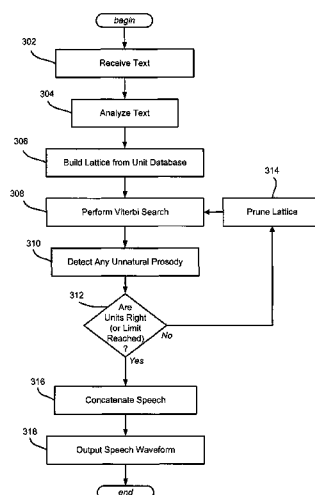 begin
302
Receive Text
304
Analyze Text
306
Build Lattice from Unit Database
308
314
Perform Viterbi Search
Prune Lattice
310
Detect Any Unnatural Prosody
312
Are
Units Right
(or Limit
Reached)
?
No
Yes
316
Concatenate Speech
318
Output Speech Waveform
end